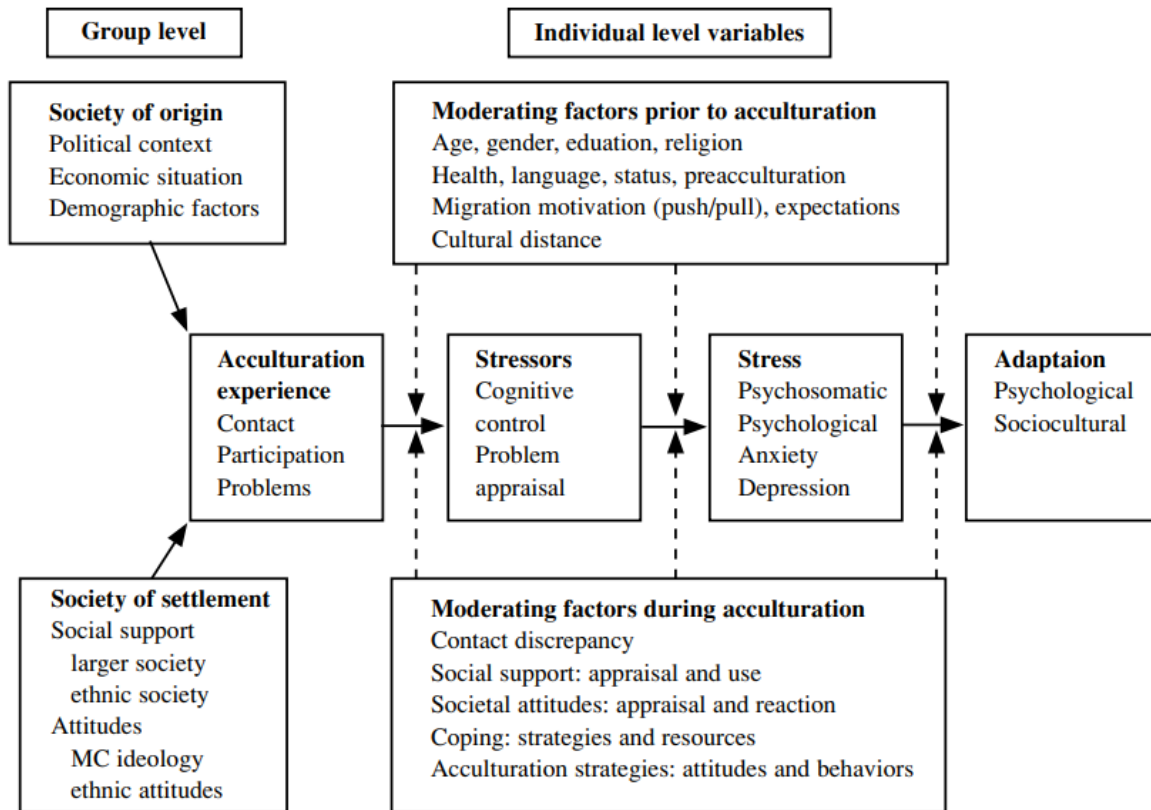 Group level
Individual level variables
Society of origin
Political context
Economic situation
Demographic factors
Moderating factors prior to acculturation
Age, gender, eduation, religion
Health, language, status, preacculturation
Migration motivation (push/pull), expectations
Cultural distance
Acculturation
experience
Contact
Participation
Problems
Stressors
Cognitive
control
Problem
appraisal
Stress
Psychosomatic
Psychological
Anxiety
Depression
Adaptaion
Psychological
Sociocultural
Society of settlement
Social support
larger society
ethnic society
Attitudes
MC ideology
ethnic attitudes
Moderating factors during acculturation
Contact discrepancy
Social support: appraisal and use
Societal attitudes: appraisal and reaction
Coping: strategies and resources
Acculturation strategies: attitudes and behaviors